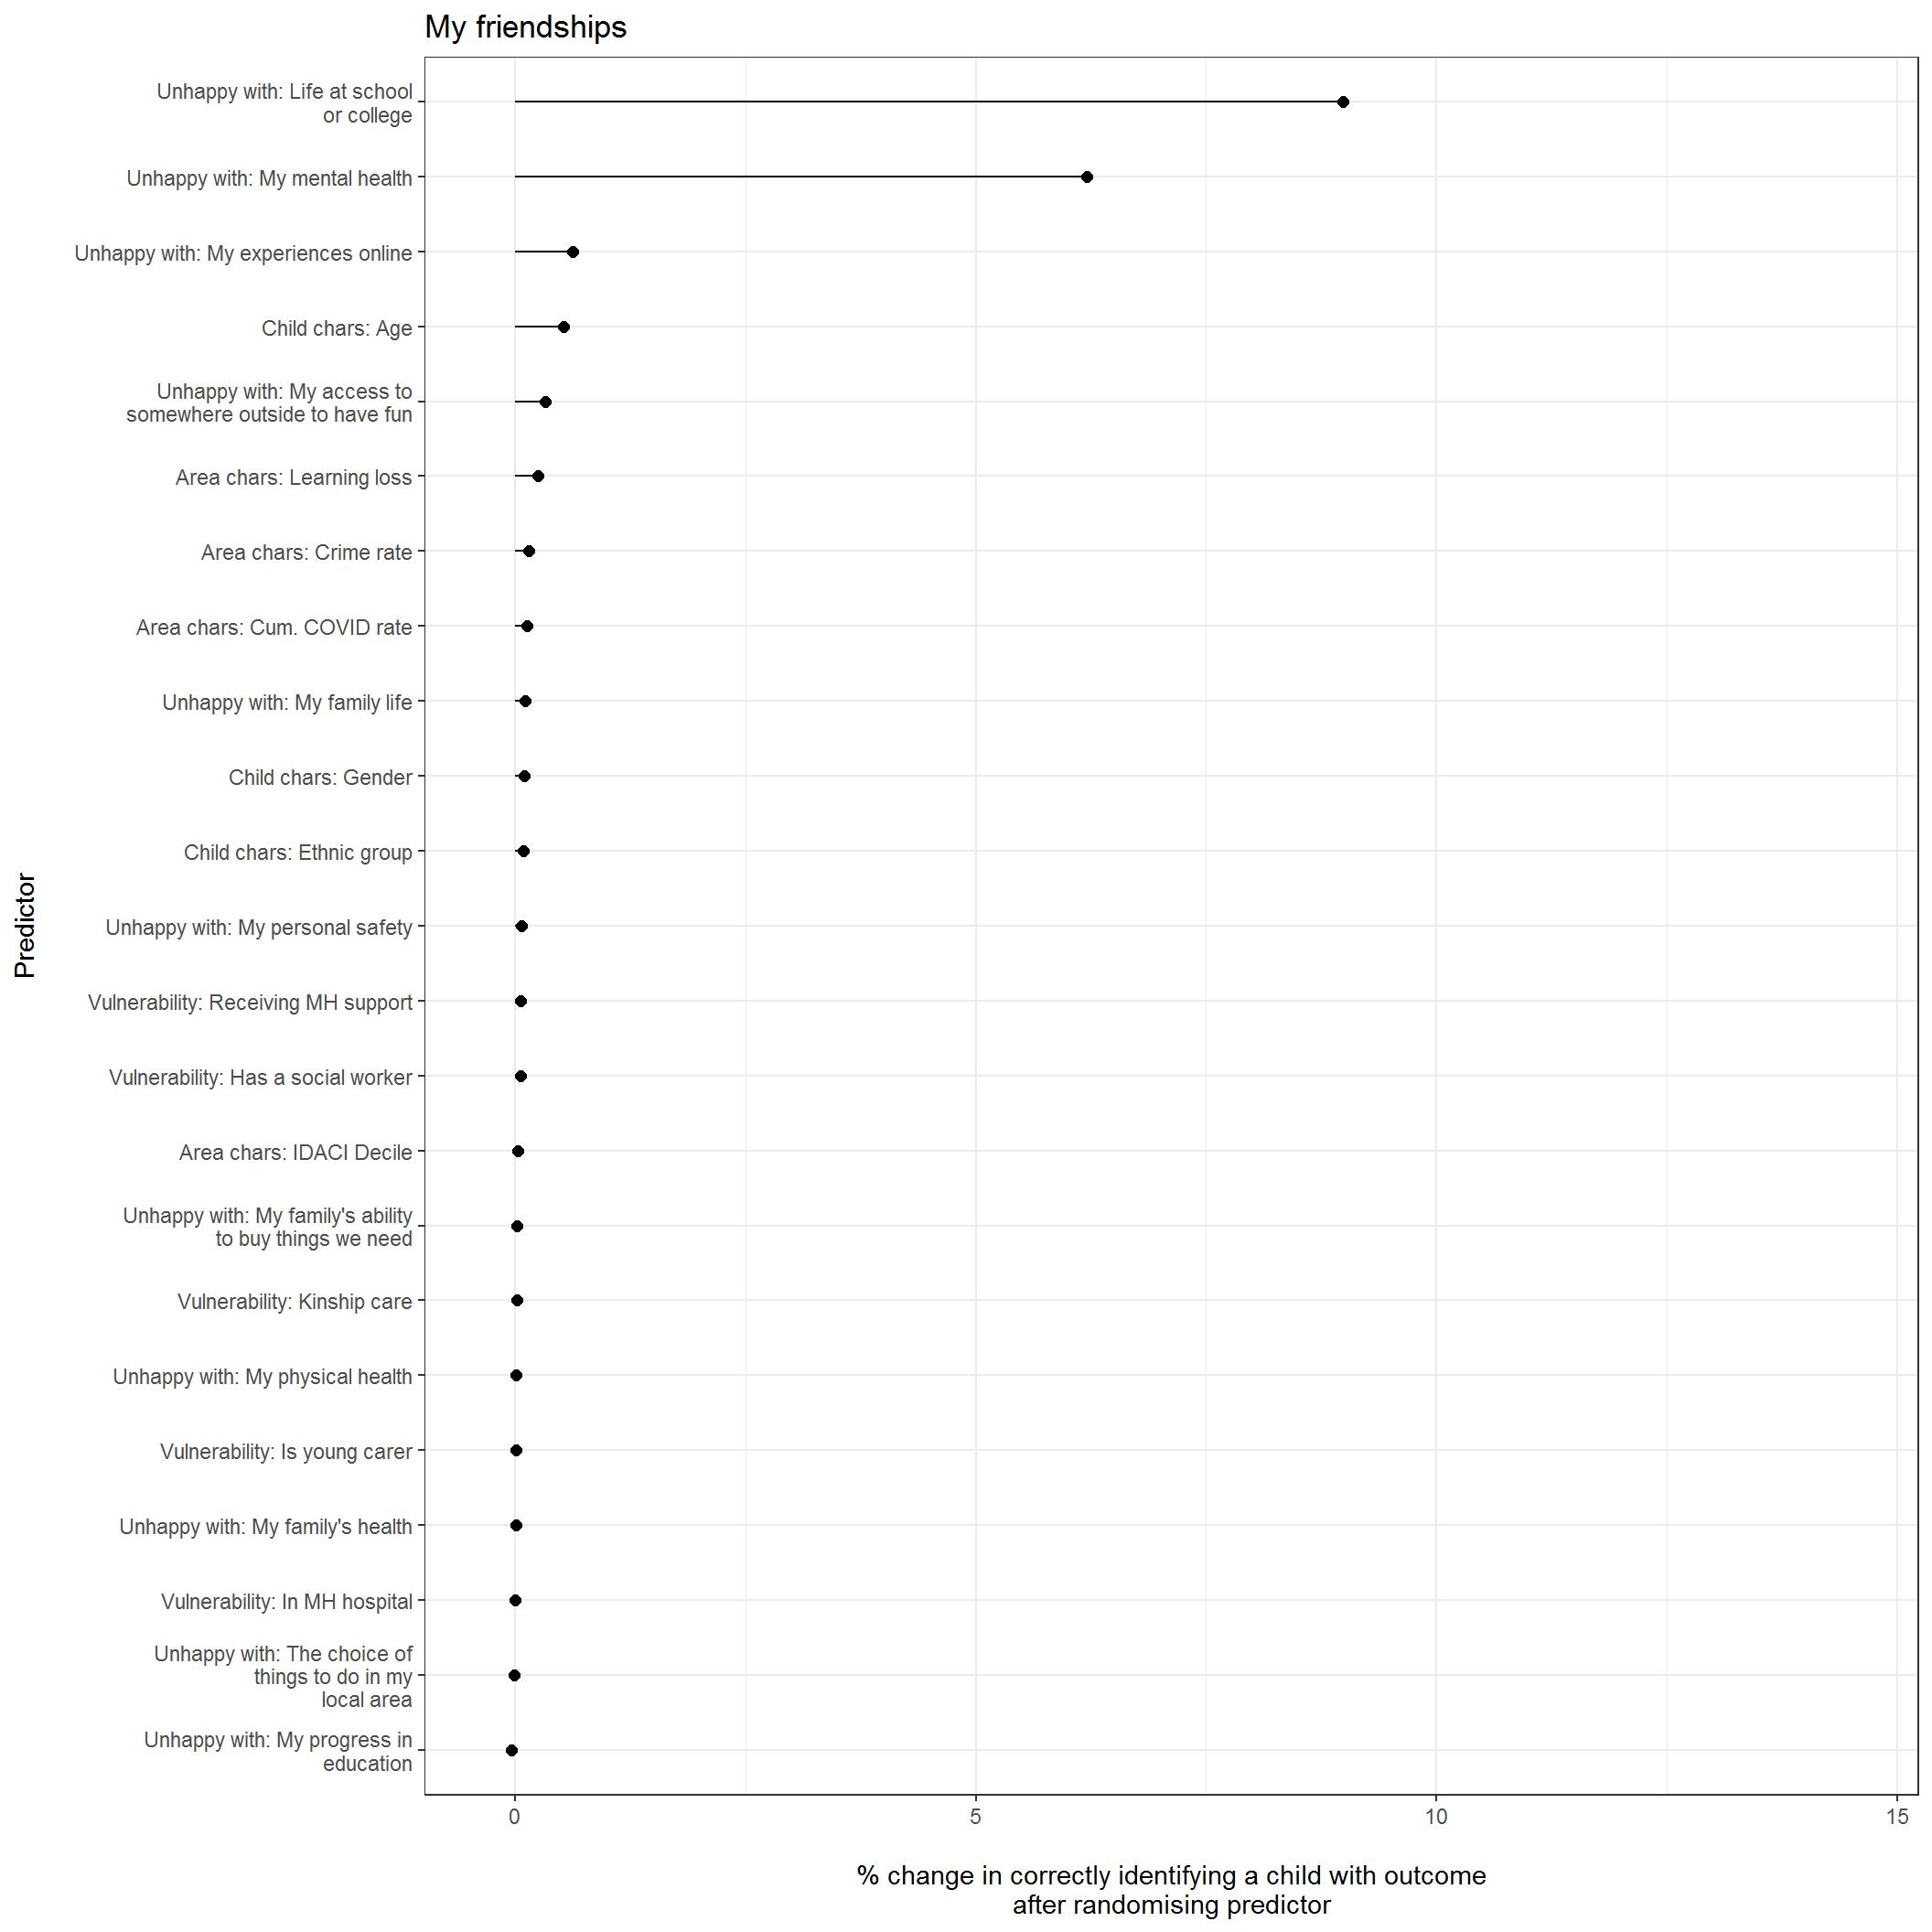 My friendships
Unhappy with: Life at school
or college
Unhappy with: My mental health
Unhappy with: My experiences online
Child chars: Age
Unhappy with: My access to
somewhere outside to have fun
Area chars: Learning loss
Area chars: Crime rate
Area chars: Cum. COVID rate
Unhappy with: My family life
Child chars: Gender
Child chars: Ethnic group
Unhappy with: My personal safety
Vulnerability: Receiving MH support
Vulnerability: Has a social worker
Area chars: IDACI Decile
Unhappy with: My family's ability
to buy things we need
Vulnerability: Kinship care
Unhappy with: My physical health
Vulnerability: Is young carer
Unhappy with: My family's health
Vulnerability: In MH hospital
Unhappy with: The choice of
things to do in my
local area
Unhappy with: My progress in
education
Predictor
0 5 10 15
% change in correctly identifying a child with outcome
after randomising predictor